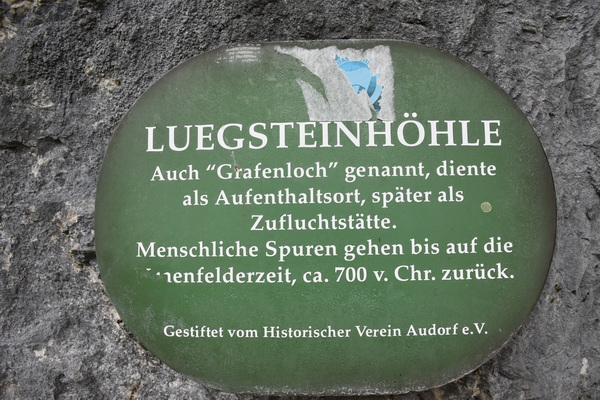 LUEGSTEINHÖHLE
Auch “Grafenloch” genannt, diente
als Aufenthaltsort, später als
Zufluchtstätte.
Menschliche Spuren gehen bis auf die
ca. 700 v. Chr. zurück.
Gestiftet vom Historischer Verein Audorf e.V.